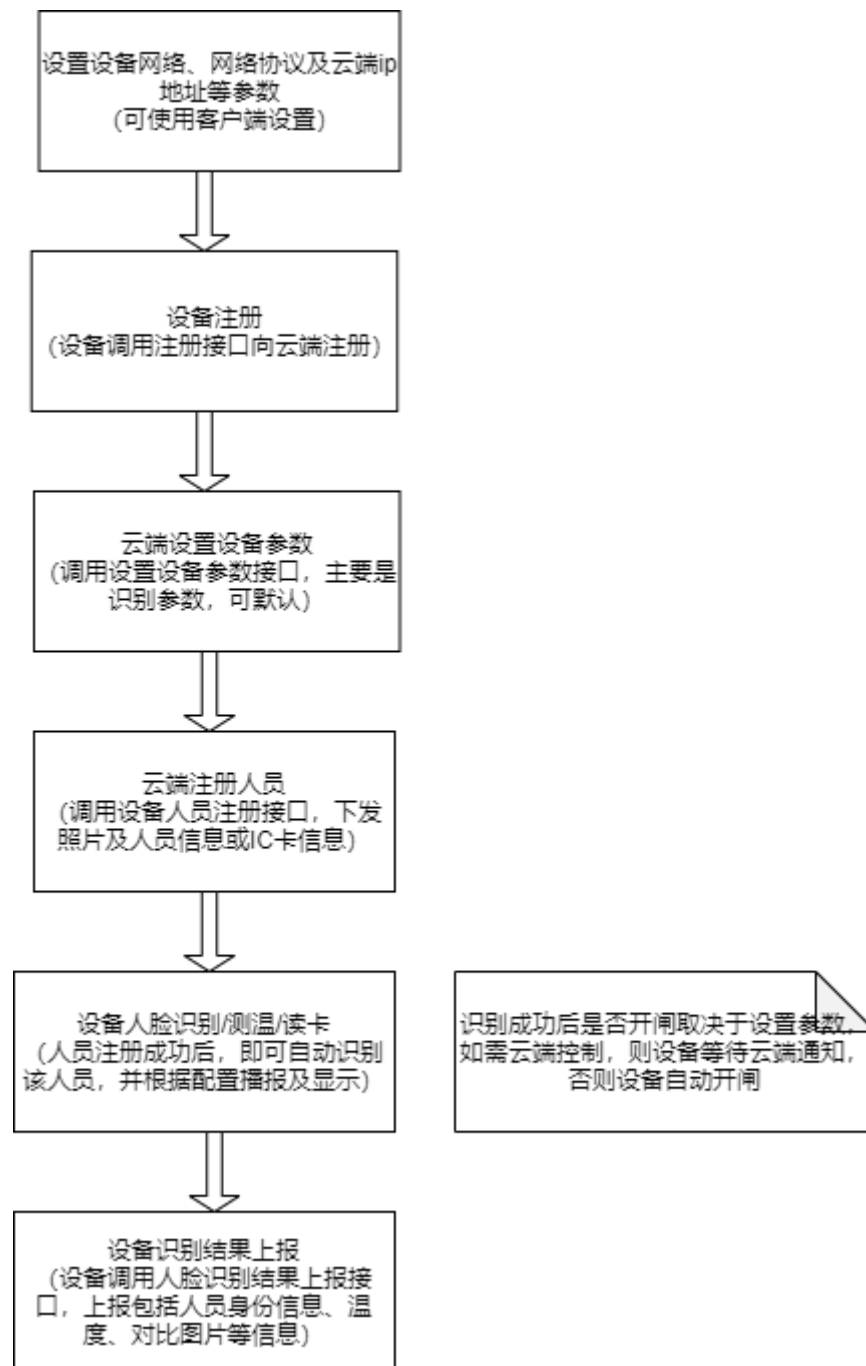 设置设备网络、网络协议及云端ip
地址等参数
（可使用客户端设置）
设备注册
（设备调用注册接口向云端注册）
云端设置设备参数
（调用设置设备参数接口，主要是
识别参数，可默认）
云端注册人员
（调用设备人员注册接口，下发
照片及人员信息或IC卡信息）
设备人脸识别/测温/读卡
（人员注册成功后，即可自动识别
该人员，并根据配置播报及显示）
识别成功后是否开闸取决于设置参数，
如需云端控制，则设备等待云端通知，
否则设备自动开闸
设备识别结果上报
（设备调用人脸识别结果上报接
口，上报包括人员身份信息、温
度、对比图片等信息）